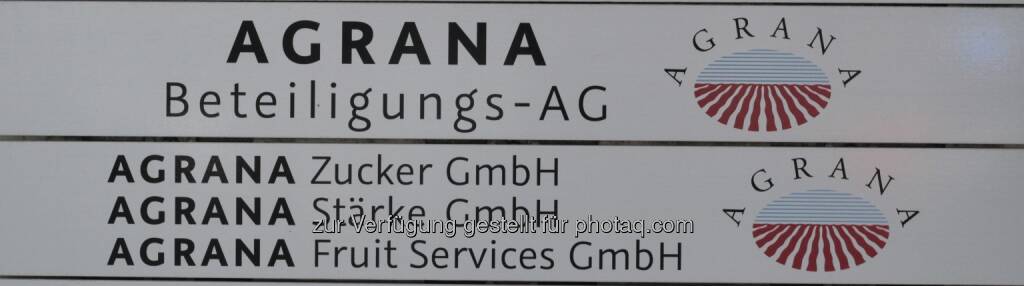 AGRANA
Beteiligungs-AG
AGRANA
AGRANA Zucker GmbH
AGRANA Stärke GmbH
zur Verfügung gestellt für photaq.com
AGRANA Fruit Services GmbH
AGRANA